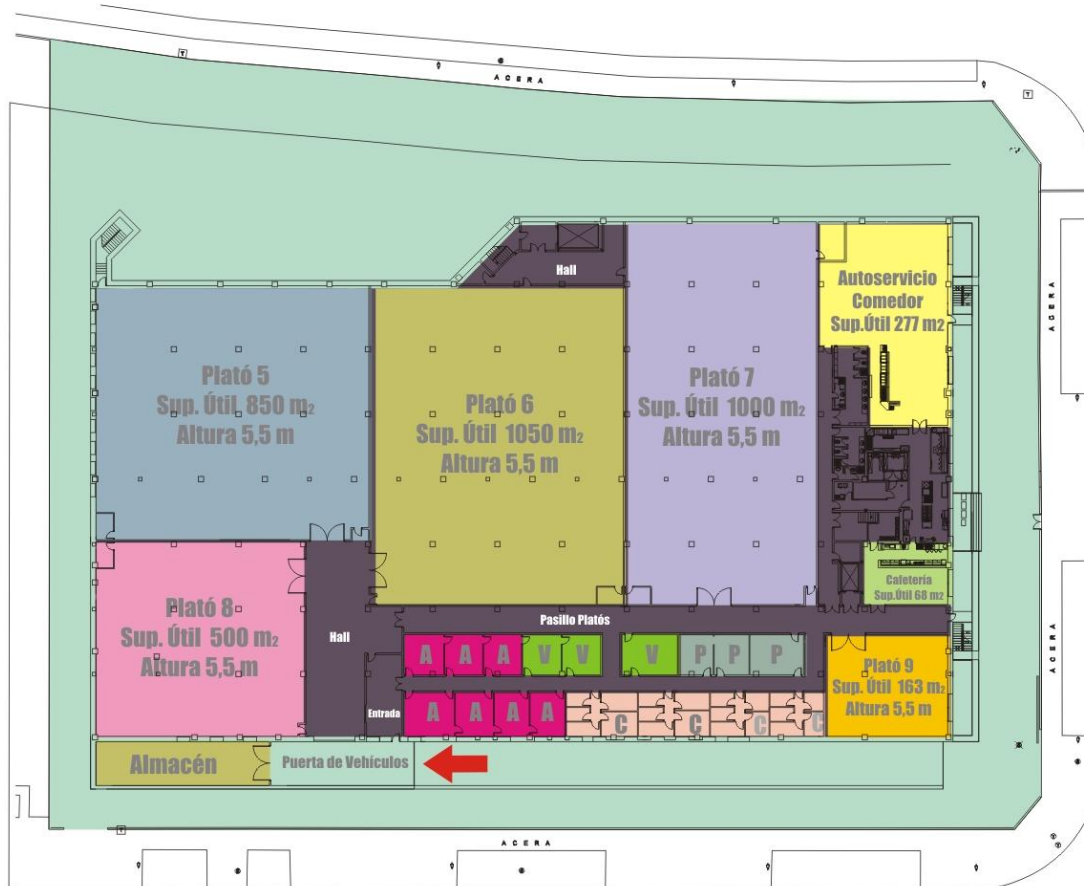 T
ACERA
T
Hall
Autoservicio
Comedor
Sup.Útil 277 m2
ACERA
Plató 5
Sup. Útil 850 m2
Altura 5,5 m
Plató 6
Sup. Útil 1050 m2
Altura 5,5 m
Plató 7
Sup. Útil 1000 m2
Altura 5,5 m
Cafetería
Sup.Útil 68 m2
Plató 8
Sup. Útil 500 m2
Altura 5,5 m
Hall
Pasillo Platós
A A A V V V P P P
Plató 9
Sup. Útil 163 m2
Altura 5,5 m
ACERA
Entrada
A A A A C C C C
Almacén
Puerta de Vehículos
T
ACERA